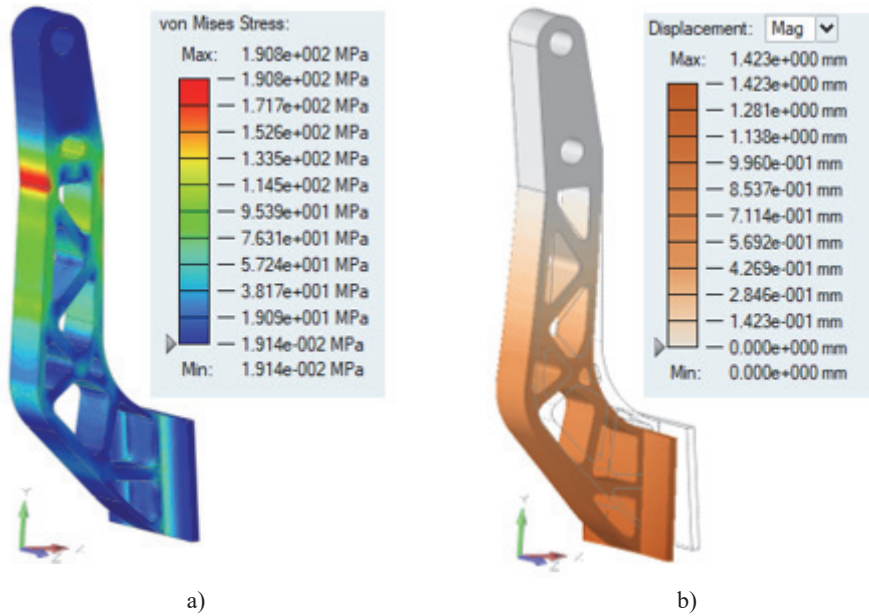 von Mises Stress:
Max: 1.908e+002 MPa
1.908e+002 MPa
1.717e+002 MPa
1.526e+002 MPa
1.335e+002 MPa
1.145e+002 MPa
9.539e+001 MPa
7.631e+001 MPa
5.724e+001 MPa
3.817e+001 MPa
1.909e+001 MPa
1.914e-002 MPa
Min: 1.914e-002 MPa
Y
X
Z
a)
Displacement: Mag
Max: 1.423e+000 mm
1.423e+000 mm
1.281e+000 mm
1.138e+000 mm
9.960e-001 mm
8.537e-001 mm
7.114e-001 mm
5.692e-001 mm
4.269e-001 mm
2.846e-001 mm
1.423e-001 mm
0.000e+000 mm
Min: 0.000e+000 mm
Y
X
Z
b)